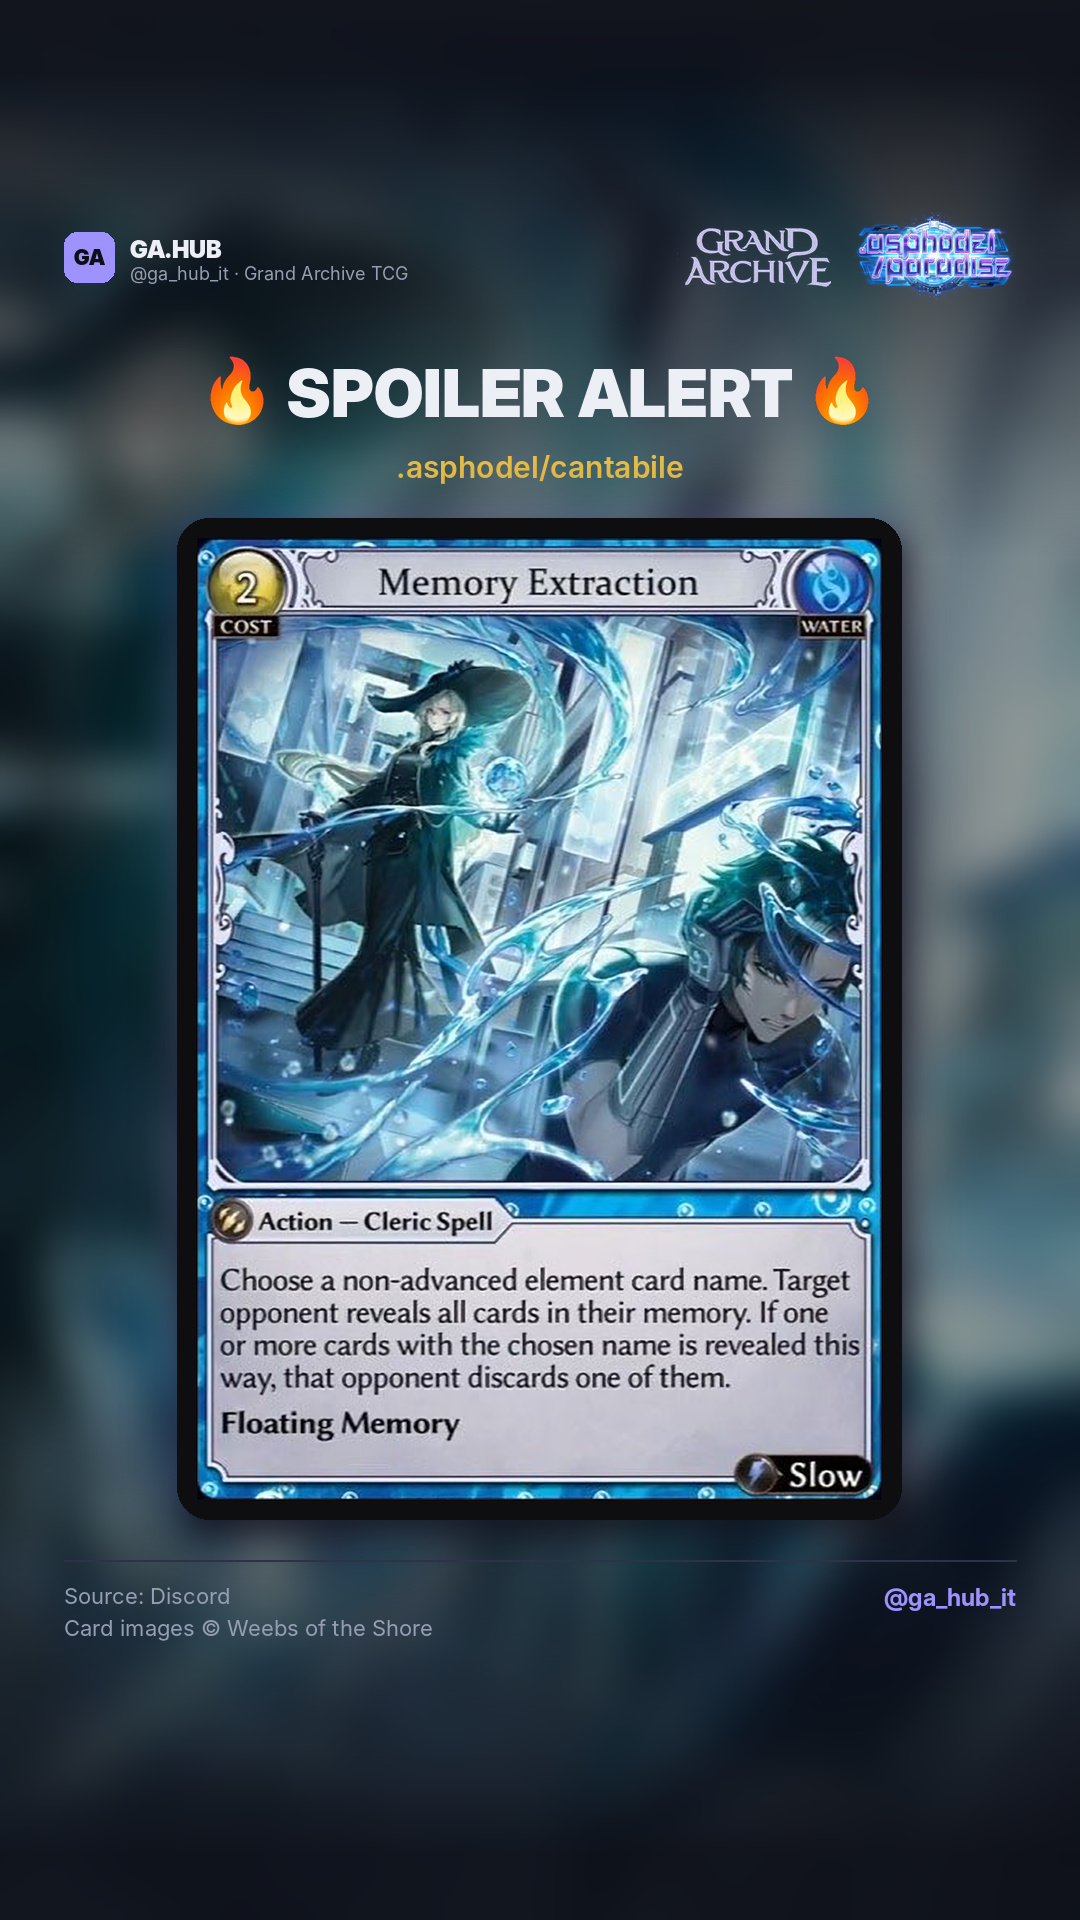 GA
GA.HUB
@ga_hub_it · Grand Archive TCG
GRAND
ARCHIVE
.asphodel
/paradise
🔥 SPOILER ALERT 🔥
.asphodel/cantabile
2
COST
Memory Extraction
WATER
Action — Cleric Spell
Choose a non-advanced element card name. Target
opponent reveals all cards in their memory. If one
or more cards with the chosen name is revealed this
way, that opponent discards one of them.
Floating Memory
Slow
Source: Discord
Card images © Weebs of the Shore
@ga_hub_it